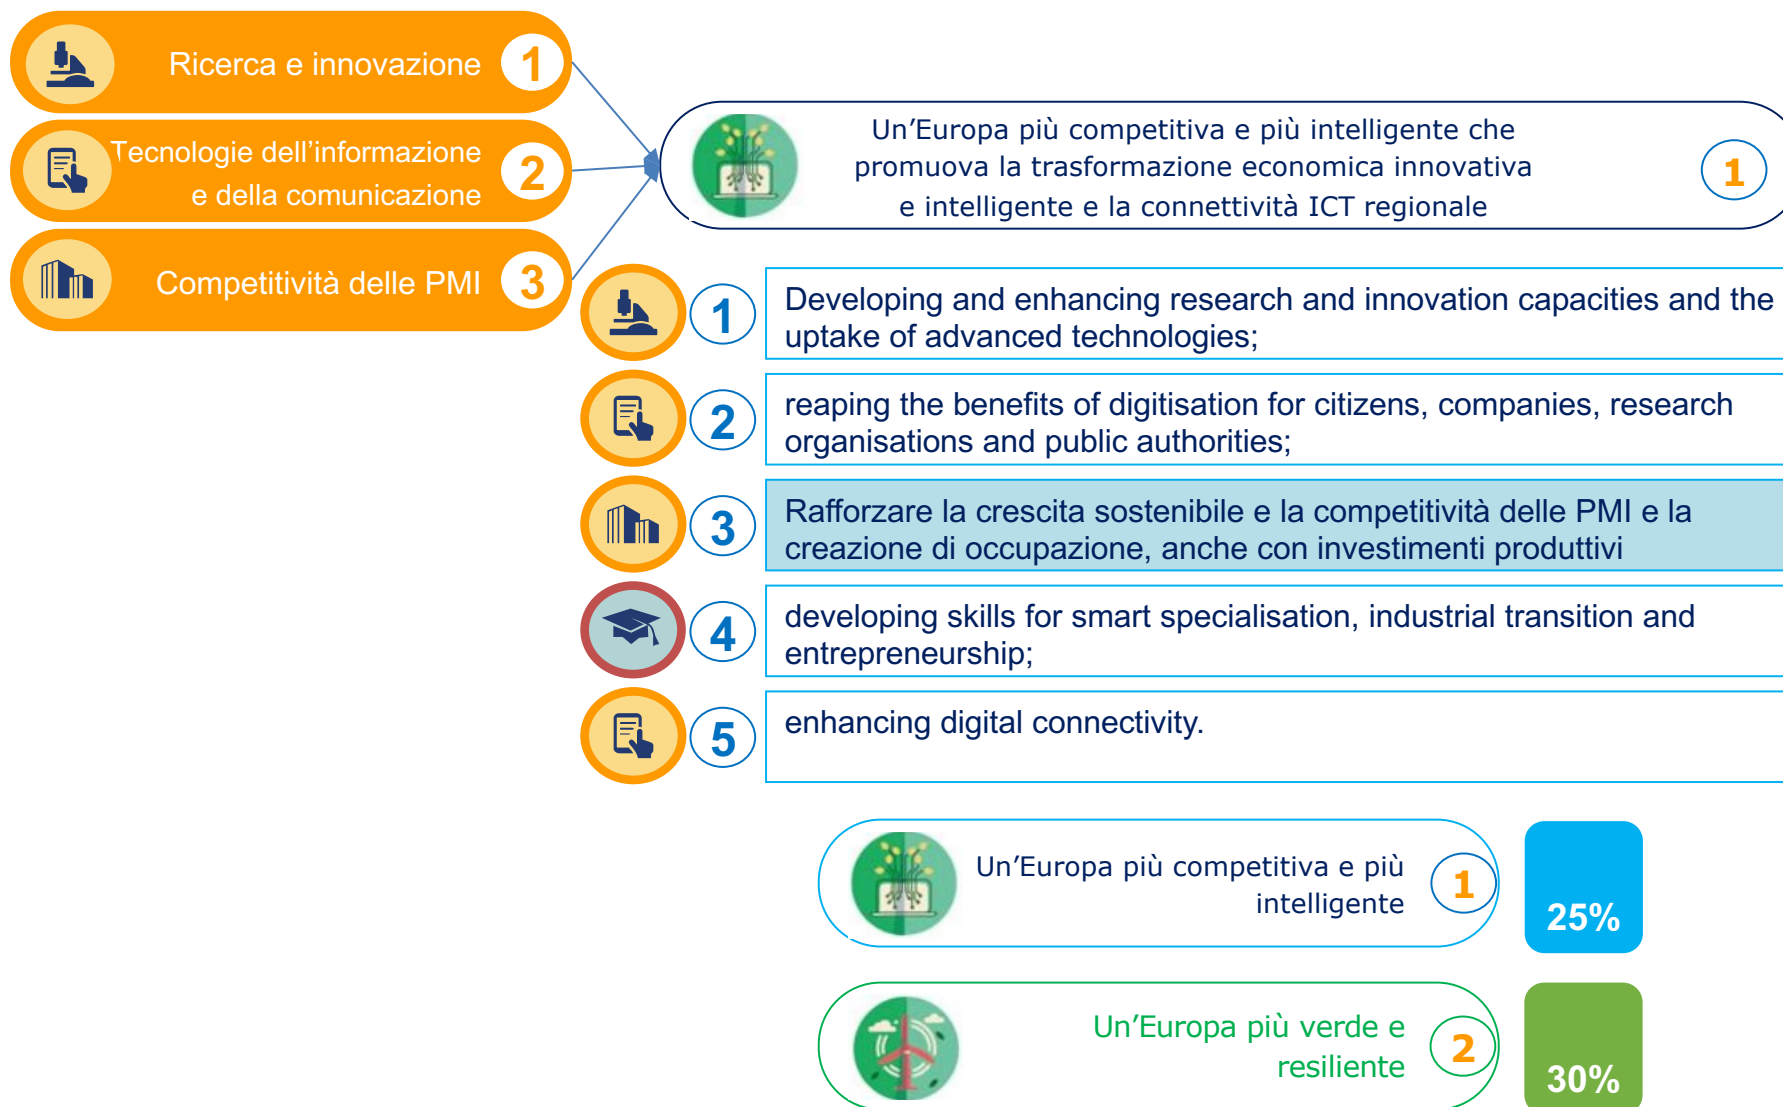 Ricerca e innovazione 1
Tecnologie dell'informazione
e della comunicazione 2
Competitività delle PMI 3
Un'Europa più competitiva e più intelligente che
promuova la trasformazione economica innovativa
e intelligente e la connettività ICT regionale
1
1
Developing and enhancing research and innovation capacities and the
uptake of advanced technologies;
2
reaping the benefits of digitisation for citizens, companies, research
organisations and public authorities;
3
Rafforzare la crescita sostenibile e la competitività delle PMI e la
creazione di occupazione, anche con investimenti produttivi
4
developing skills for smart specialisation, industrial transition and
entrepreneurship;
5
enhancing digital connectivity.
Un'Europa più competitiva e più
intelligente
1
25%
Un'Europa più verde e
resiliente
2
30%